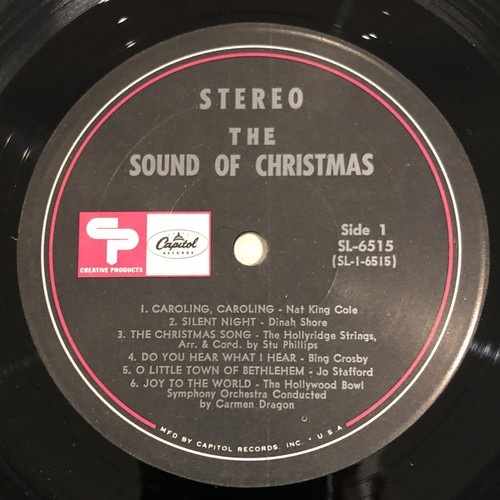 STEREO
THE
SOUND OF CHRISTMAS
CP
CREATIVE PRODUCTS
Capitol
RECORDS
Side 1
SL-6515
(SL-1-6515)
1. CAROLING, CAROLING - Nat King Cole
2. SILENT NIGHT - Dinah Shore
3. THE CHRISTMAS SONG - The Hollyridge Strings,
Arr. & Cond. by Stu Phillips
4. DO YOU HEAR WHAT I HEAR - Bing Crosby
5. O LITTLE TOWN OF BETHLEHEM - Jo Stafford
6. JOY TO THE WORLD - The Hollywood Bowl
Symphony Orchestra Conducted
by Carmen Dragon
MFD BY CAPITOL RECORDS, INC. • U.S.A.